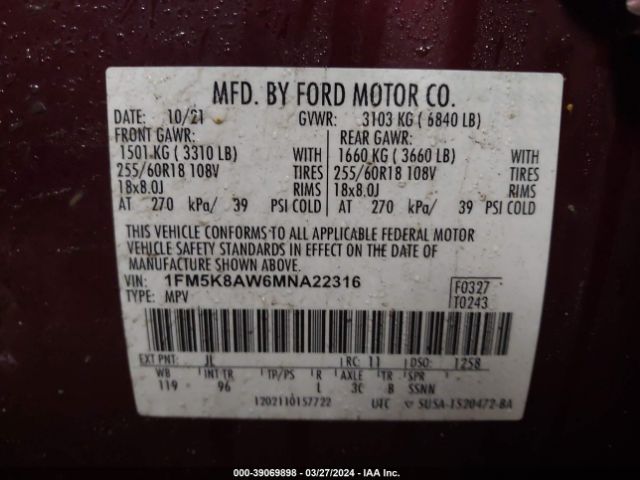 MFD. BY FORD MOTOR CO.
DATE: 10/21 GVWR: 3103 KG ( 6840 LB)
FRONT GAWR: REAR GAWR:
1501 KG ( 3310 LB) WITH 1660 KG ( 3660 LB) WITH
255/60R18 108V TIRES 255/60R18 108V TIRES
18x8.0J RIMS 18x8.0J RIMS
AT 270 kPa/ 39 PSI COLD AT 270 kPa/ 39 PSI COLD
THIS VEHICLE CONFORMS TO ALL APPLICABLE FEDERAL MOTOR
VEHICLE SAFETY STANDARDS IN EFFECT ON THE DATE OF
MANUFACTURE SHOWN ABOVE.
VIN: 1FM5K8AW6MNA22316 F0327
TYPE: MPV T0243
EXT PNT: JL RC: 11 DSO: 1258
WB INT TR TP/PS R AXLE TR SPR
119 96 L 3C B SSNN
1202110157722 UTC SUSA-1520472-BA
000-39069898 - 03/27/2024 - IAA Inc.